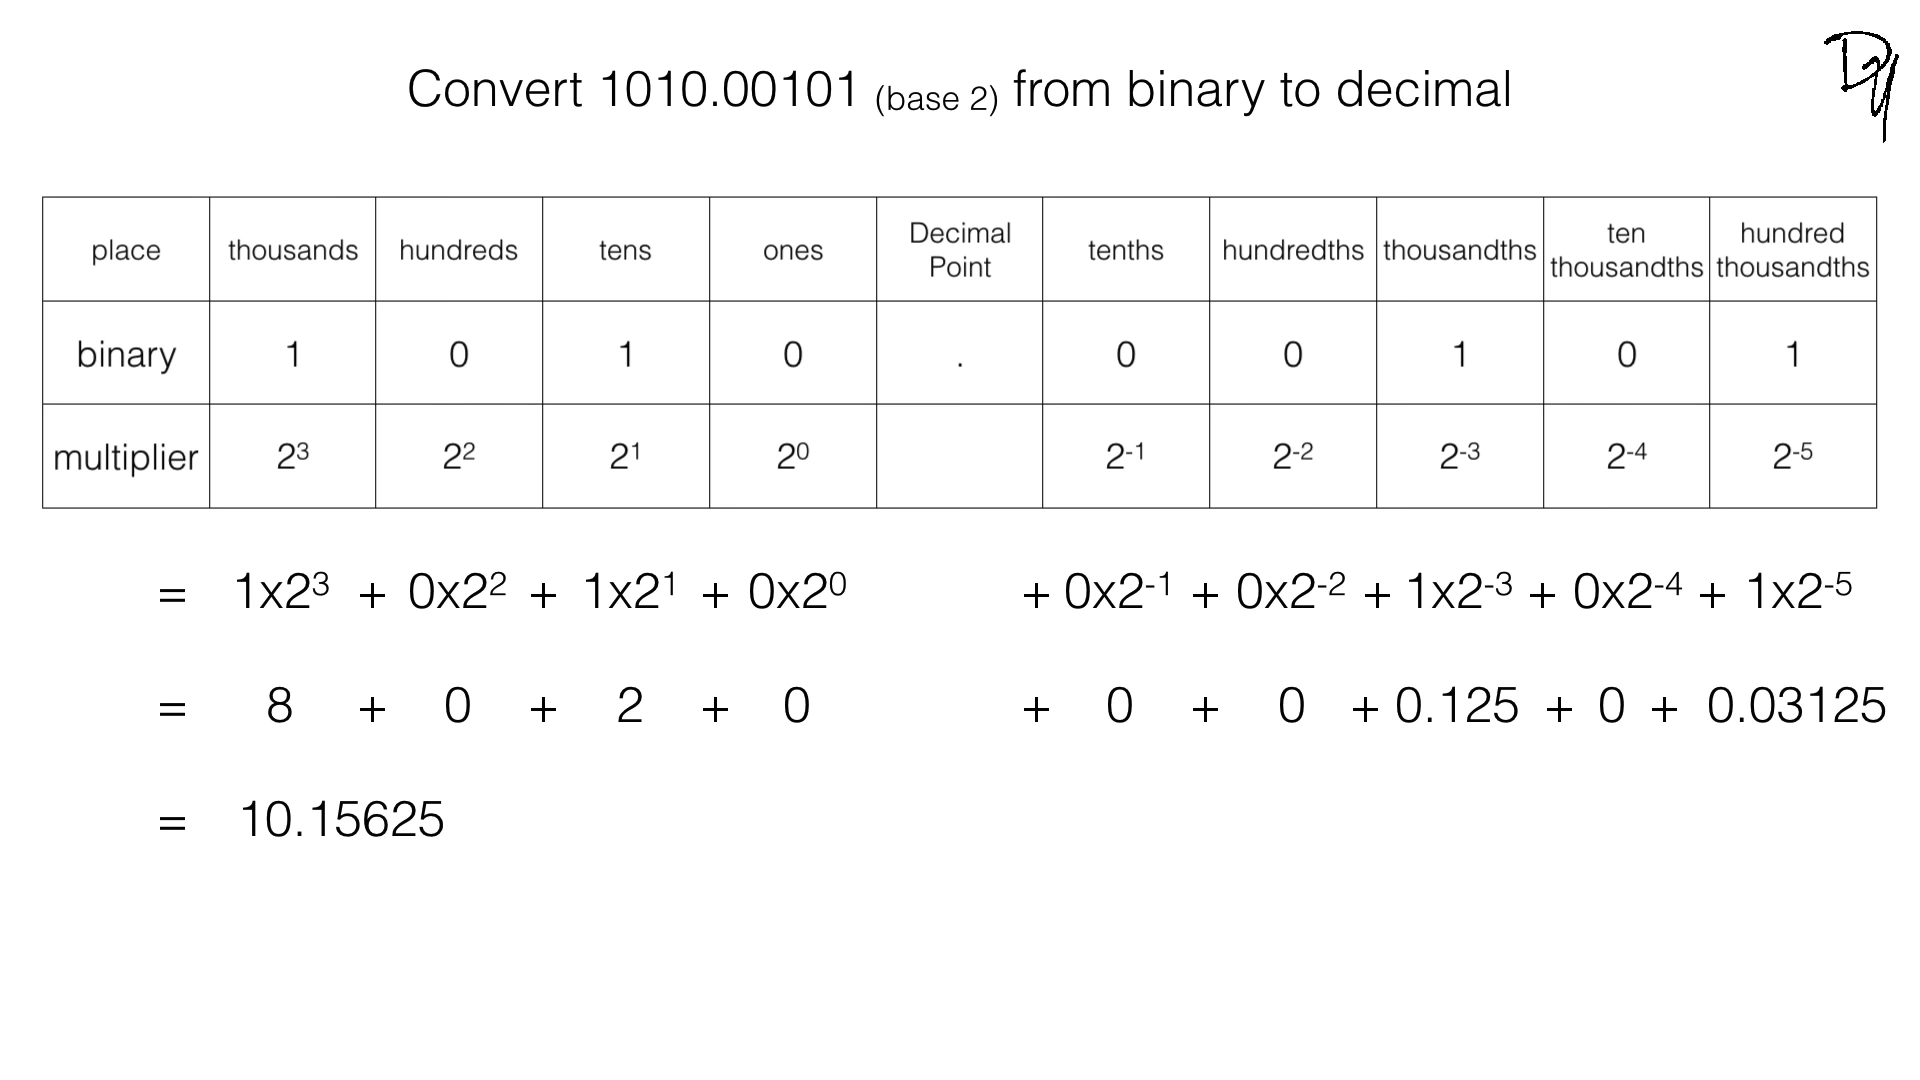 Convert 1010.00101 (base 2) from binary to decimal
Dy
place thousands hundreds tens ones Decimal Point tenths hundredths thousandths ten thousandths hundred thousandths
binary 1 0 1 0 . 0 0 1 0 1
multiplier 2³ 2² 2¹ 2⁰ 2⁻¹ 2⁻² 2⁻³ 2⁻⁴ 2⁻⁵
= 1x2³ + 0x2² + 1x2¹ + 0x2⁰ + 0x2⁻¹ + 0x2⁻² + 1x2⁻³ + 0x2⁻⁴ + 1x2⁻⁵
= 8 + 0 + 2 + 0 + 0 + 0 + 0.125 + 0 + 0.03125
= 10.15625